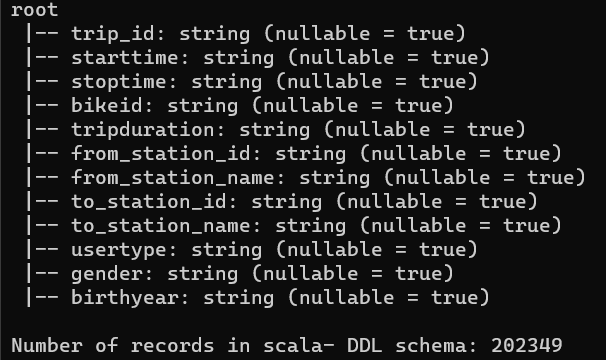 root
 |-- trip_id: string (nullable = true)
 |-- starttime: string (nullable = true)
 |-- stoptime: string (nullable = true)
 |-- bikeid: string (nullable = true)
 |-- tripduration: string (nullable = true)
 |-- from_station_id: string (nullable = true)
 |-- from_station_name: string (nullable = true)
 |-- to_station_id: string (nullable = true)
 |-- to_station_name: string (nullable = true)
 |-- usertype: string (nullable = true)
 |-- gender: string (nullable = true)
 |-- birthyear: string (nullable = true)
Number of records in scala- DDL schema: 202349